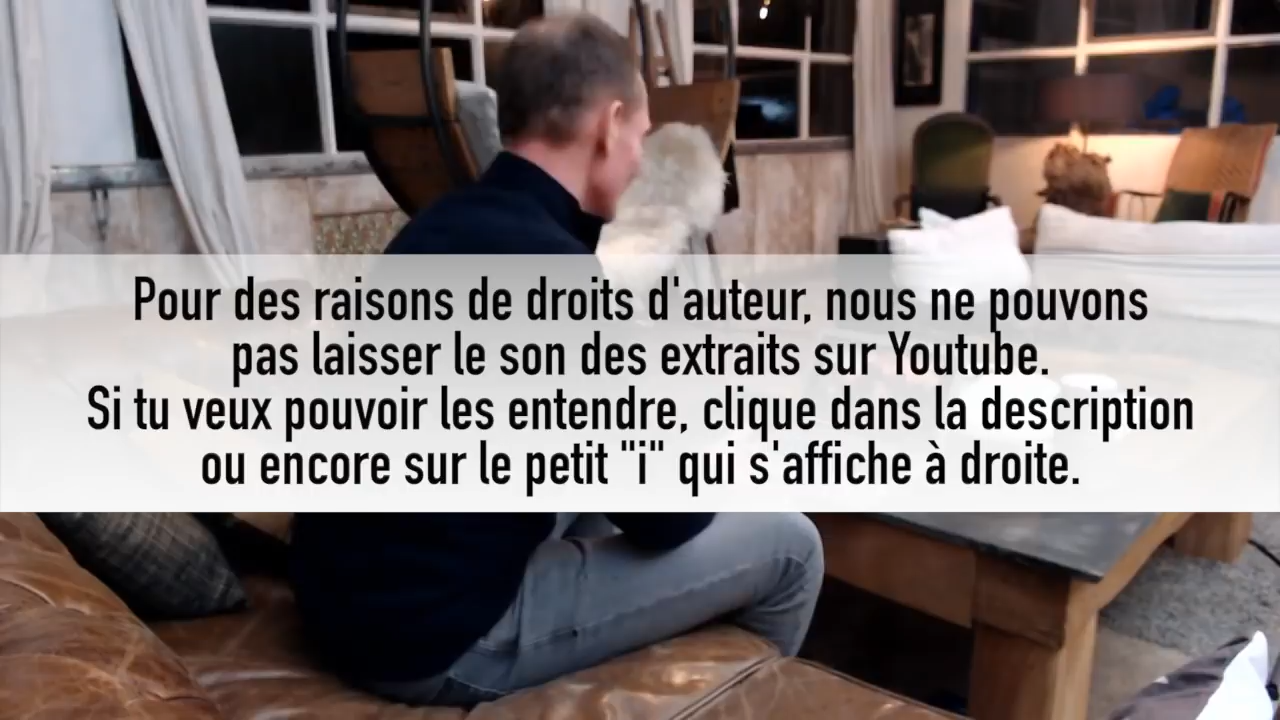 Pour des raisons de droits d'auteur, nous ne pouvons
pas laisser le son des extraits sur Youtube.
Si tu veux pouvoir les entendre, clique dans la description
ou encore sur le petit "i" qui s'affiche à droite.